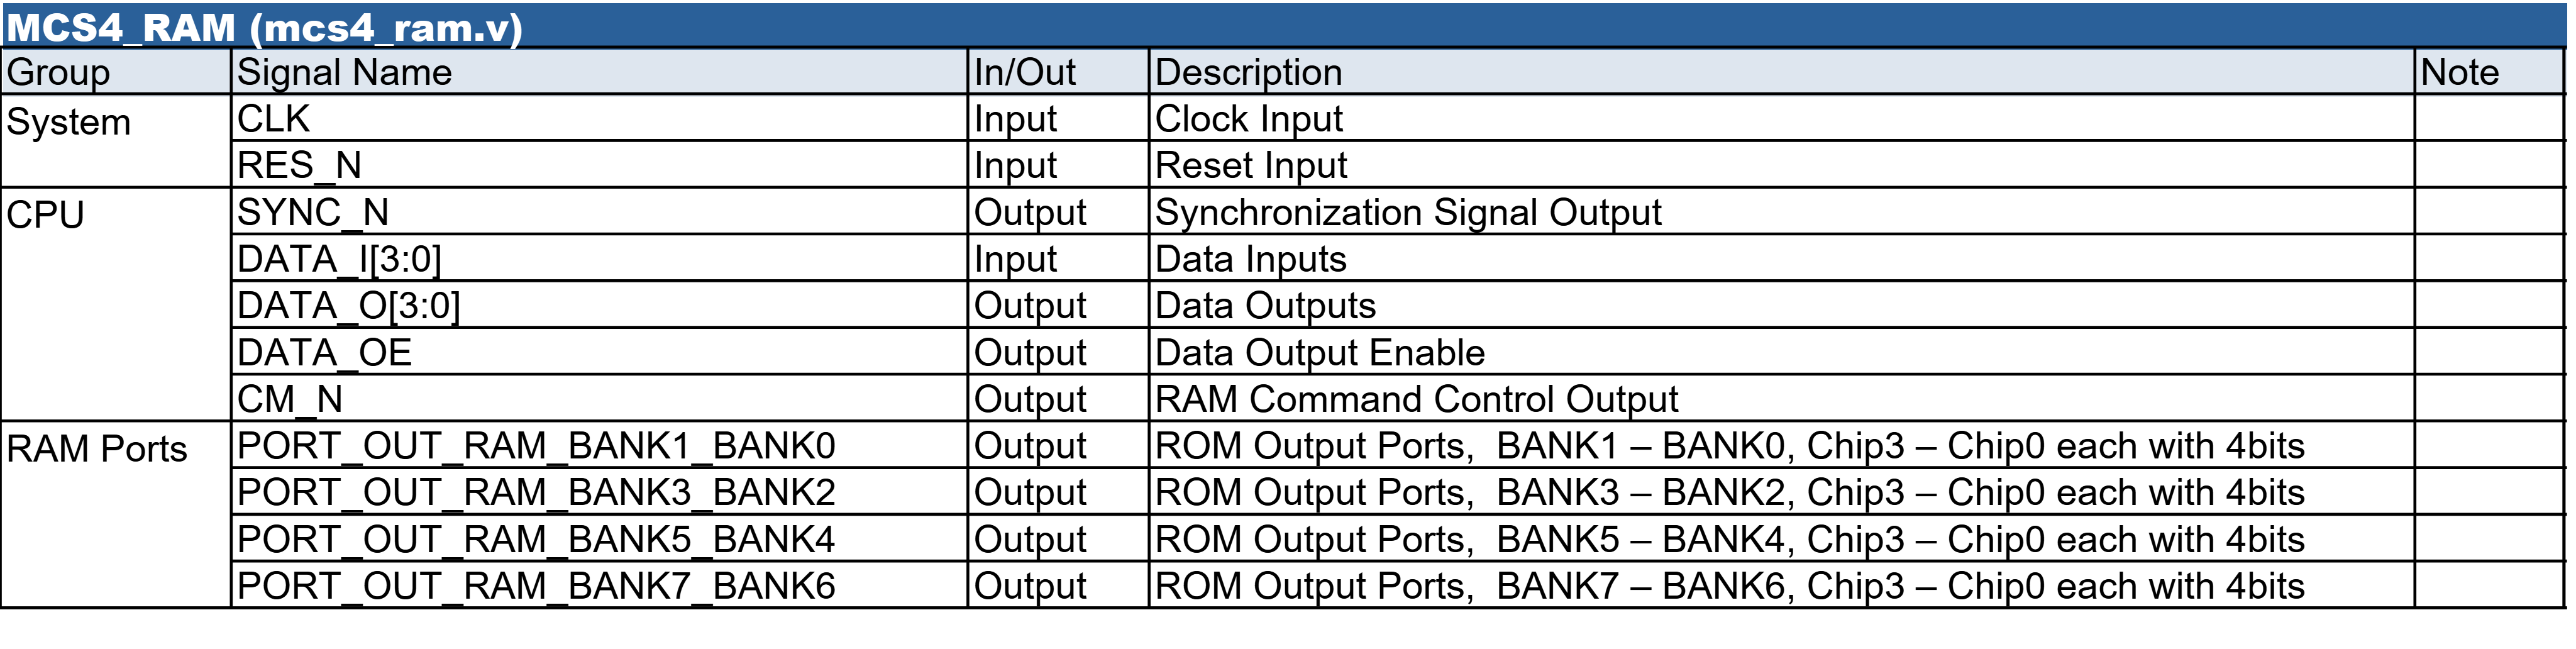 MCS4_RAM (mcs4_ram.v)
Group Signal Name In/Out Description Note
System CLK Input Clock Input
RES_N Input Reset Input
CPU SYNC_N Output Synchronization Signal Output
DATA_I[3:0] Input Data Inputs
DATA_O[3:0] Output Data Outputs
DATA_OE Output Data Output Enable
CM_N Output RAM Command Control Output
RAM Ports PORT_OUT_RAM_BANK1_BANK0 Output ROM Output Ports, BANK1 – BANK0, Chip3 – Chip0 each with 4bits
PORT_OUT_RAM_BANK3_BANK2 Output ROM Output Ports, BANK3 – BANK2, Chip3 – Chip0 each with 4bits
PORT_OUT_RAM_BANK5_BANK4 Output ROM Output Ports, BANK5 – BANK4, Chip3 – Chip0 each with 4bits
PORT_OUT_RAM_BANK7_BANK6 Output ROM Output Ports, BANK7 – BANK6, Chip3 – Chip0 each with 4bits